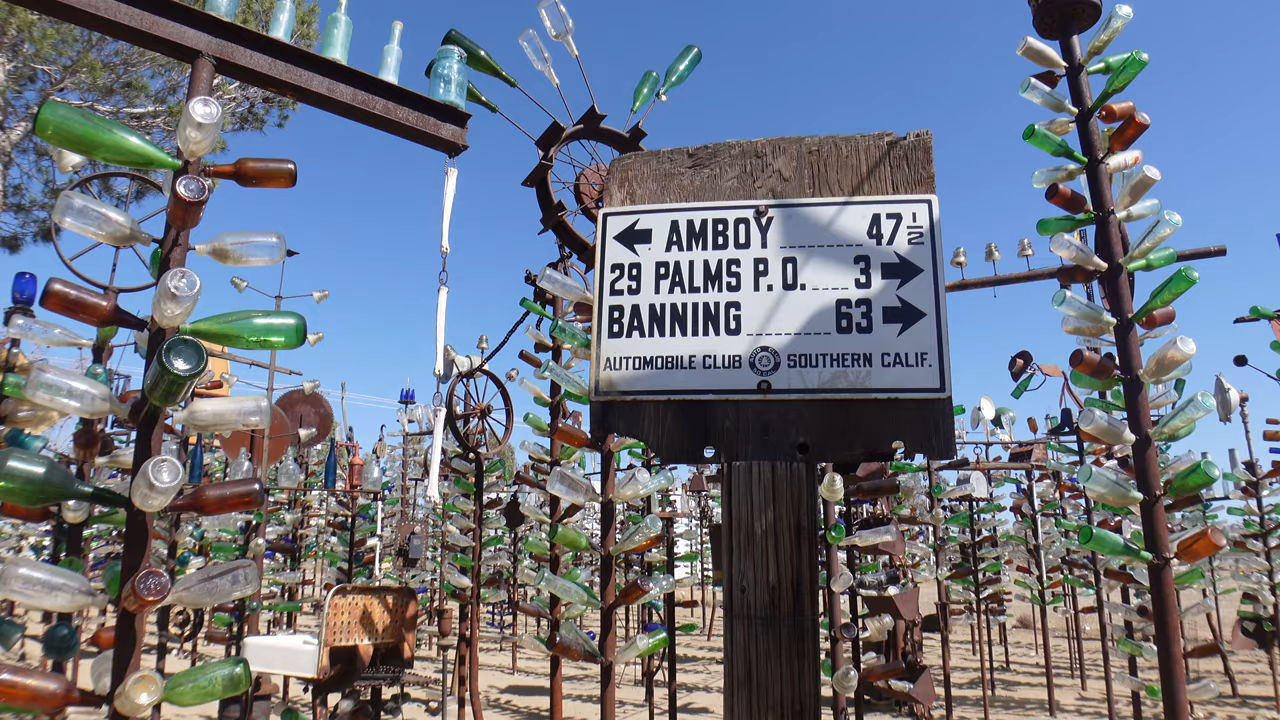 ← AMBOY 47½
29 PALMS P.O. 3 →
BANNING 63 →
AUTOMOBILE CLUB SOUTHERN CALIF.